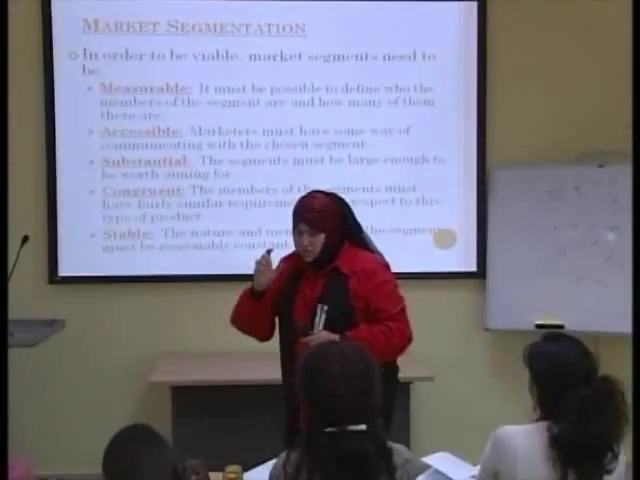 MARKET SEGMENTATION
In order to be viable, market segments need to
be
Measurable: It must be possible to define who the
members of the segment are and how many of them
there are.
Accessible: Marketers must have some way of
communicating with the chosen segment.
Substantial: The segments must be large enough to
be worth aiming for.
Congruent: The members of the segments must
have fairly similar respect to this
type of product
Stable: The nature and the segment
must be reasonably constant